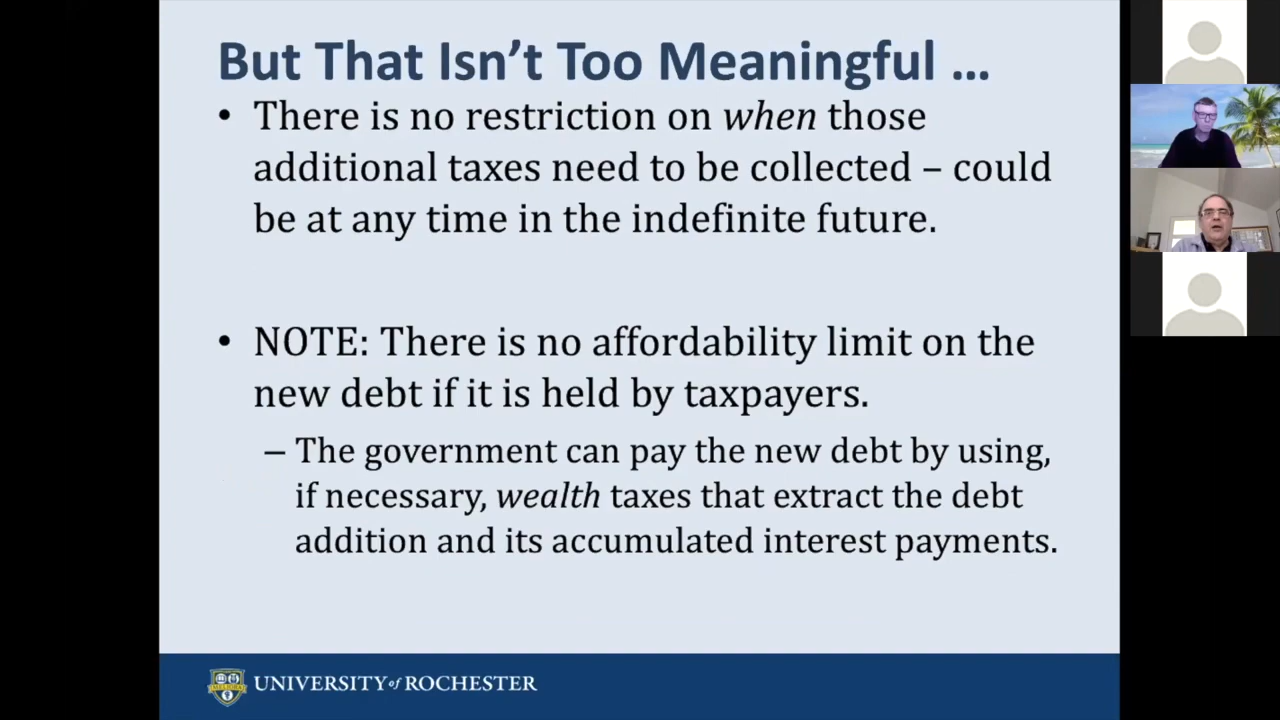 But That Isn't Too Meaningful ...
• There is no restriction on when those
additional taxes need to be collected – could
be at any time in the indefinite future.
• NOTE: There is no affordability limit on the
new debt if it is held by taxpayers.
– The government can pay the new debt by using,
if necessary, wealth taxes that extract the debt
addition and its accumulated interest payments.
MELIORA
UNIVERSITY of ROCHESTER